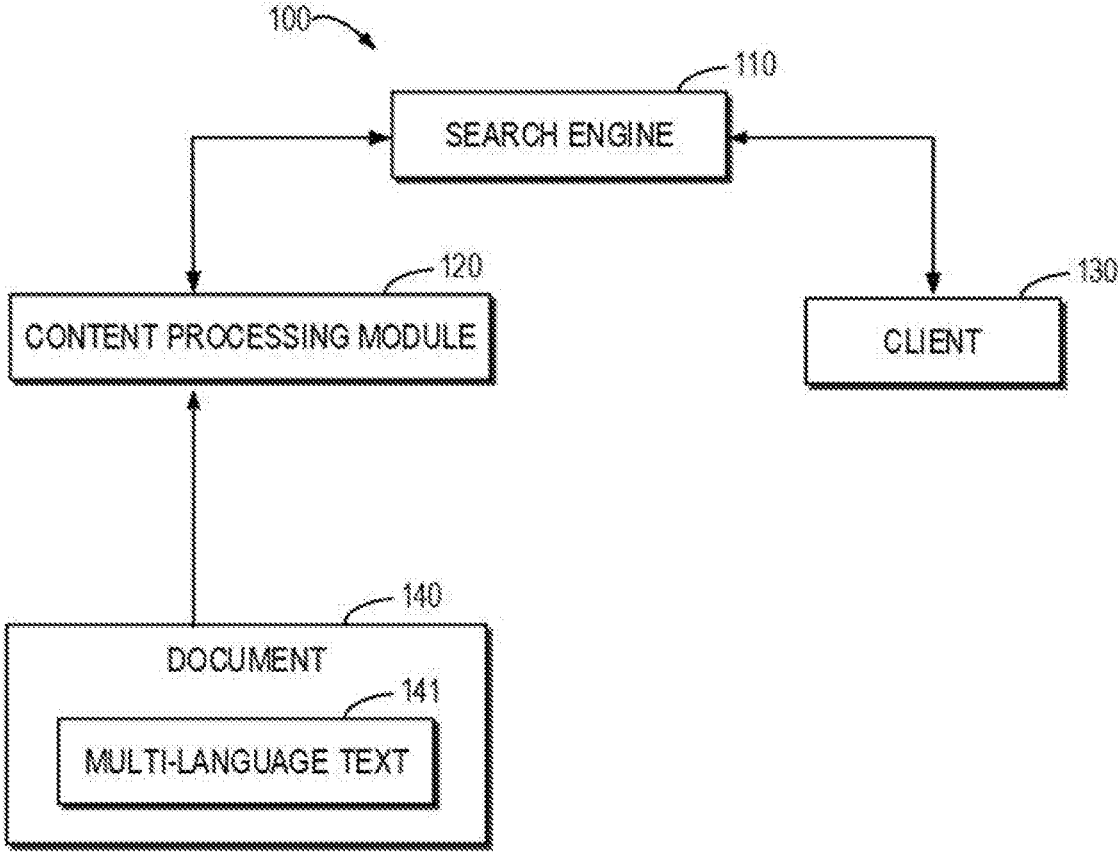 100
110
SEARCH ENGINE
120
CONTENT PROCESSING MODULE
130
CLIENT
140
DOCUMENT
141
MULTI-LANGUAGE TEXT